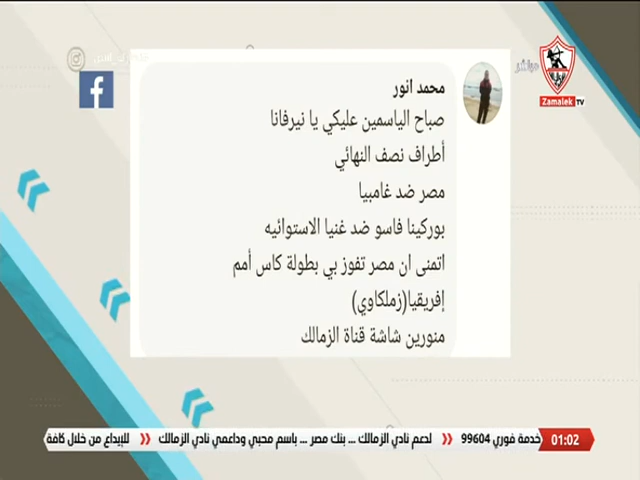 مباشر
Zamalek TV
محمد انور
صباح الياسمين عليكي يا نيرفانا
أطراف نصف النهائي
مصر ضد غامبيا
بوركينا فاسو ضد غنيا الاستوائيه
اتمنى ان مصر تفوز بي بطولة كاس أمم
إفريقيا(زملكاوي)
منورين شاشة قناة الزمالك
01:02
خدمة فوري 99604 » لدعم نادي الزمالك ... بنك مصر ... باسم محبي وداعمي نادي الزمالك » للإيداع من خلال كافة